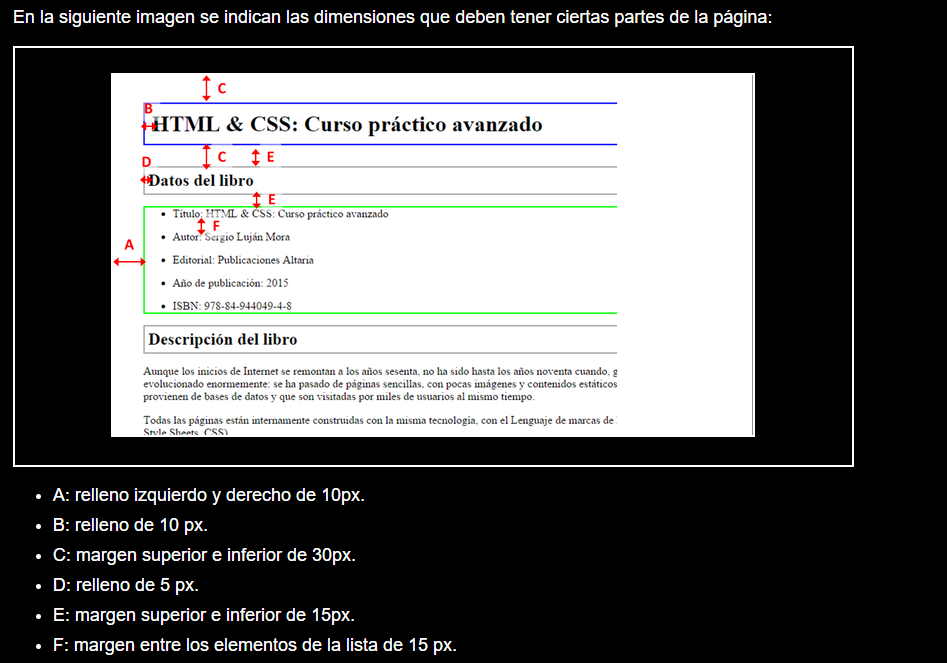 En la siguiente imagen se indican las dimensiones que deben tener ciertas partes de la página:
C
B
HTML & CSS: Curso práctico avanzado
C
E
D
Datos del libro
E
• Título: HTML & CSS: Curso práctico avanzado
F
• Autor: Sergio Luján Mora
A
• Editorial: Publicaciones Altaria
• Año de publicación: 2015
• ISBN: 978-84-944049-4-8
Descripción del libro
Aunque los inicios de Internet se remontan a los años sesenta, no ha sido hasta los años noventa cuando, g
evolucionado enormemente: se ha pasado de páginas sencillas, con pocas imágenes y contenidos estáticos
provienen de bases de datos y que son visitadas por miles de usuarios al mismo tiempo.
Todas las páginas están internamente construidas con la misma tecnología, con el Lenguaje de marcas de
Style Sheets, CSS)
• A: relleno izquierdo y derecho de 10px.
• B: relleno de 10 px.
• C: margen superior e inferior de 30px.
• D: relleno de 5 px.
• E: margen superior e inferior de 15px.
• F: margen entre los elementos de la lista de 15 px.